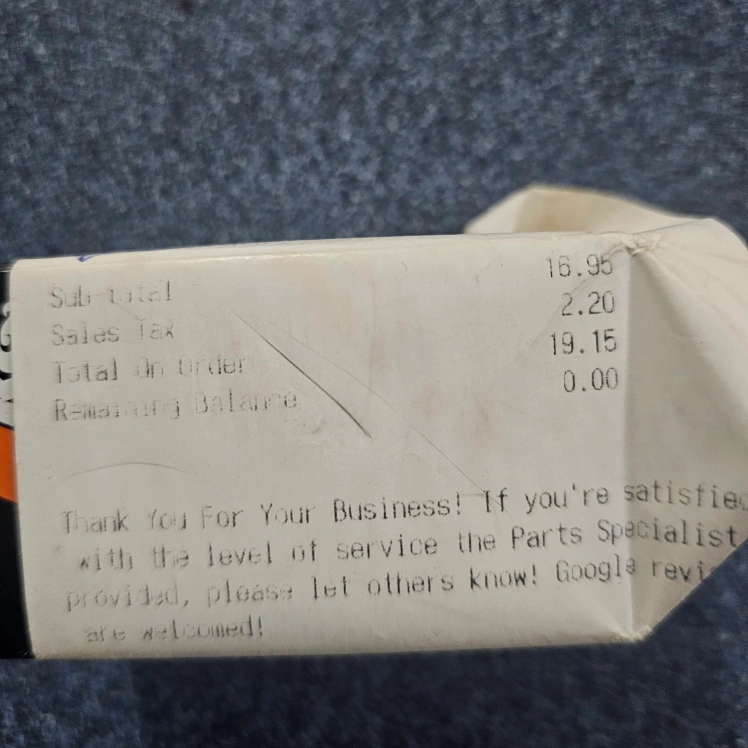 Sub-total 16.95
Sales Tax 2.20
Total On Order 19.15
Remaining Balance 0.00
Thank You For Your Business! If you're satisfied
with the level of service the Parts Specialist
provided, please let others know! Google revi
are welcomed!